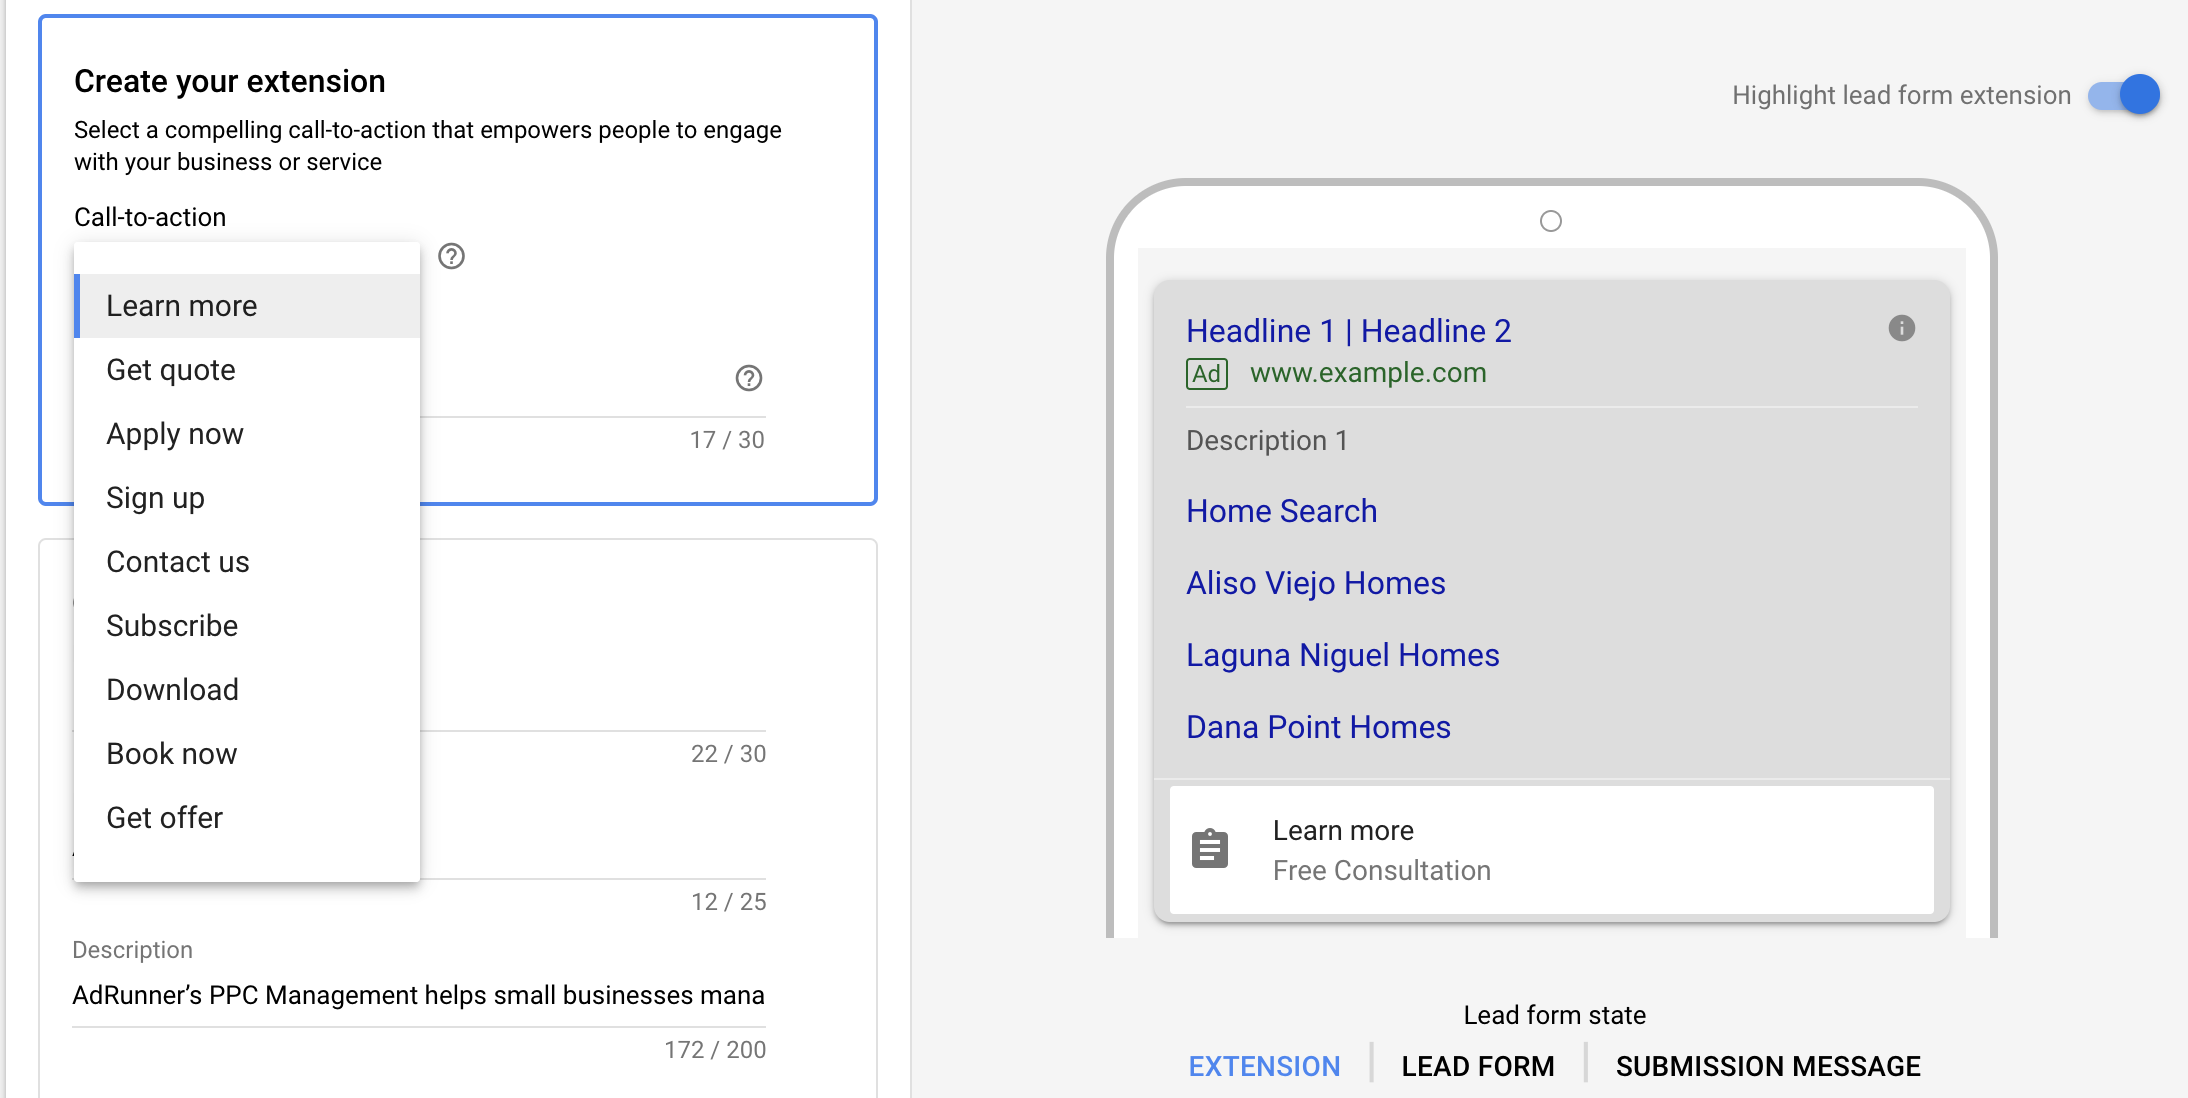 Create your extension
Select a compelling call-to-action that empowers people to engage
with your business or service
Call-to-action
Learn more
Get quote
Apply now
Sign up
Contact us
Subscribe
Download
Book now
Get offer
17 / 30
22 / 30
12 / 25
Description
AdRunner’s PPC Management helps small businesses mana
172 / 200
Highlight lead form extension
Headline 1 | Headline 2
Ad www.example.com
Description 1
Home Search
Aliso Viejo Homes
Laguna Niguel Homes
Dana Point Homes
Learn more
Free Consultation
Lead form state
EXTENSION
LEAD FORM
SUBMISSION MESSAGE